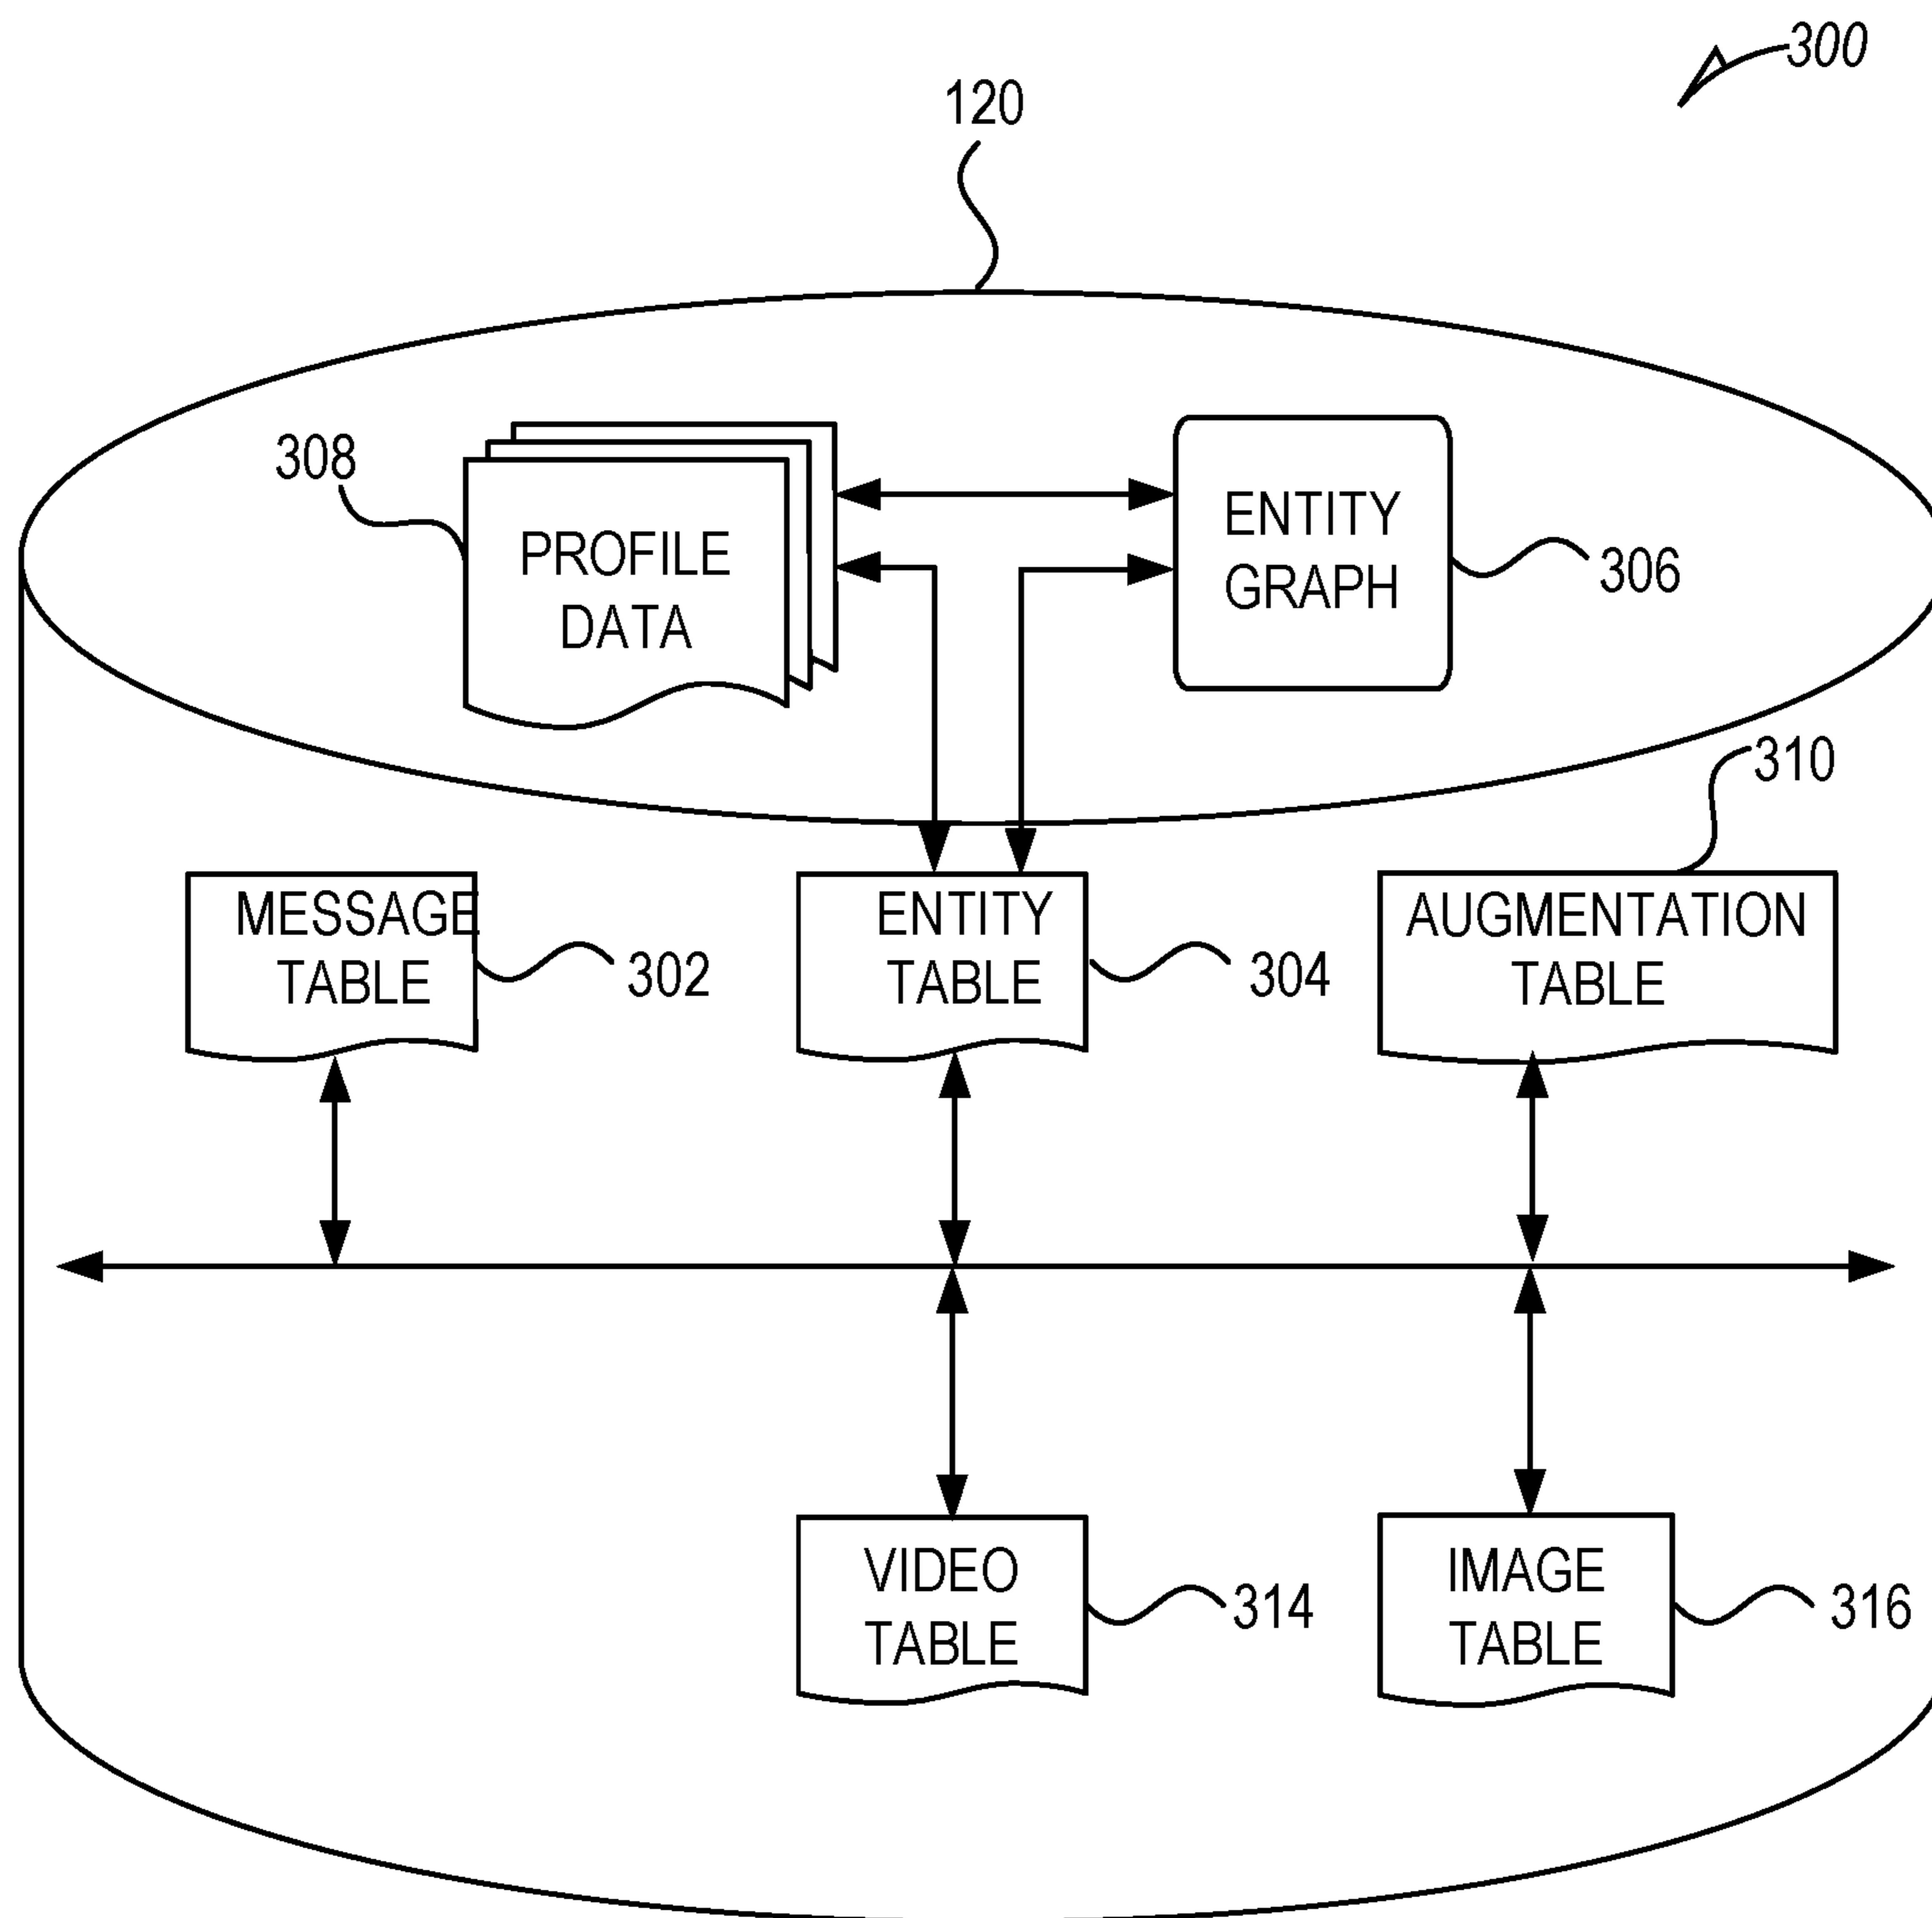 300
120
308
PROFILE
DATA
ENTITY
GRAPH
306
310
MESSAGE
TABLE
302
ENTITY
TABLE
304
AUGMENTATION
TABLE
VIDEO
TABLE
314
IMAGE
TABLE
316